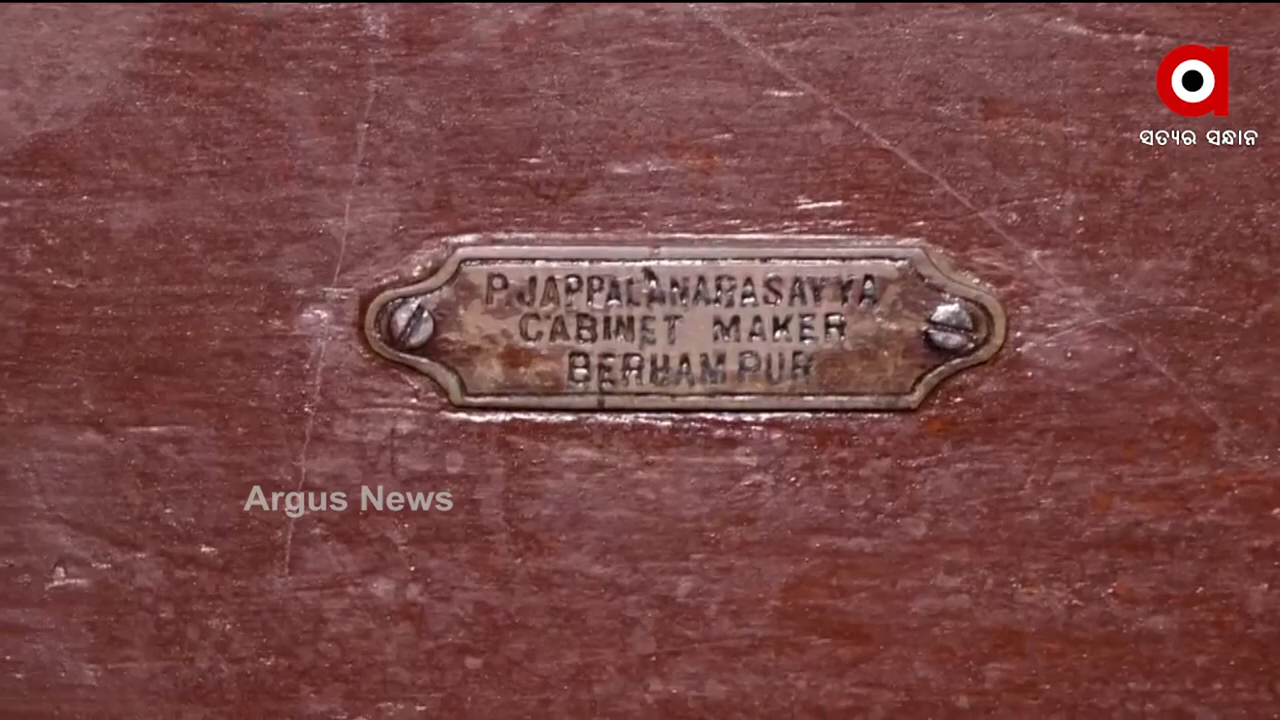 ସତ୍ୟର ସନ୍ଧାନ
P.JAPPALANARASAYYA
CABINET MAKER
BERHAMPUR
Argus News